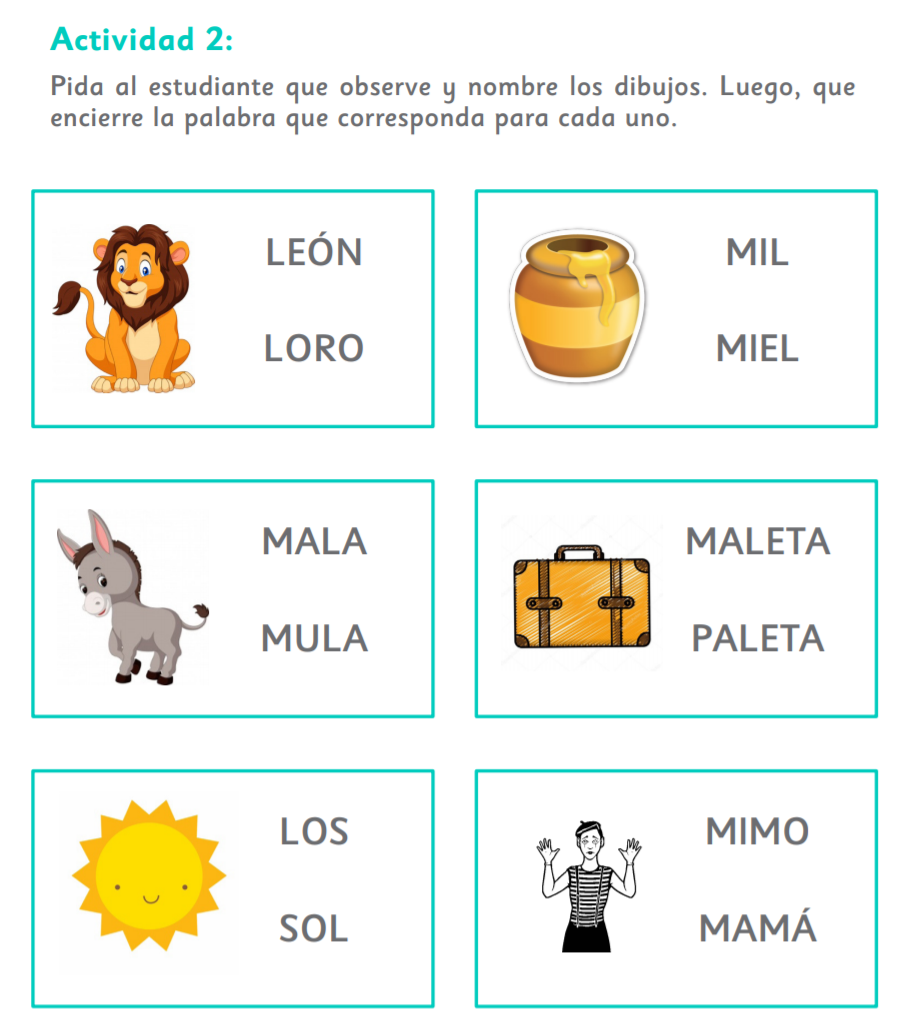 Actividad 2:
Pida al estudiante que observe y nombre los dibujos. Luego, que
encierre la palabra que corresponda para cada uno.
LEÓN
LORO
MIL
MIEL
MALA
MULA
MALETA
PALETA
LOS
SOL
MIMO
MAMÁ